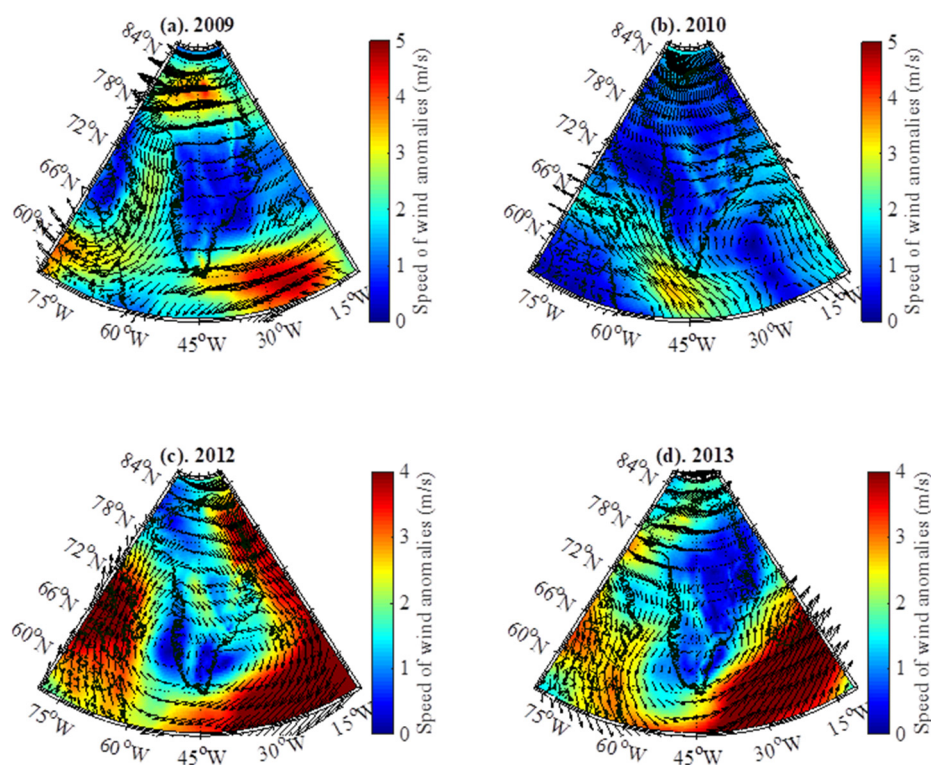 (a). 2009
84°N
78°N
72°N
66°N
60°N
75°W
60°W
45°W
30°W
15°W
5
4
3
2
1
0
Speed of wind anomalies (m/s)
(b). 2010
84°N
78°N
72°N
66°N
60°N
75°W
60°W
45°W
30°W
15°W
5
4
3
2
1
0
Speed of wind anomalies (m/s)
(c). 2012
84°N
78°N
72°N
66°N
60°N
75°W
60°W
45°W
30°W
15°W
4
3
2
1
0
Speed of wind anomalies (m/s)
(d). 2013
84°N
78°N
72°N
66°N
60°N
75°W
60°W
45°W
30°W
15°W
4
3
2
1
0
Speed of wind anomalies (m/s)